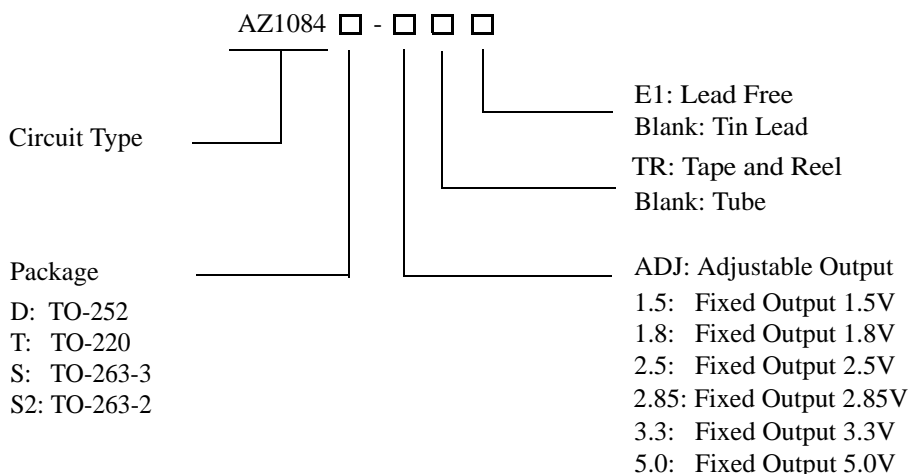 AZ1084 -
E1: Lead Free
Blank: Tin Lead
Circuit Type
TR: Tape and Reel
Blank: Tube
Package
D: TO-252
T: TO-220
S: TO-263-3
S2: TO-263-2
ADJ: Adjustable Output
1.5: Fixed Output 1.5V
1.8: Fixed Output 1.8V
2.5: Fixed Output 2.5V
2.85: Fixed Output 2.85V
3.3: Fixed Output 3.3V
5.0: Fixed Output 5.0V